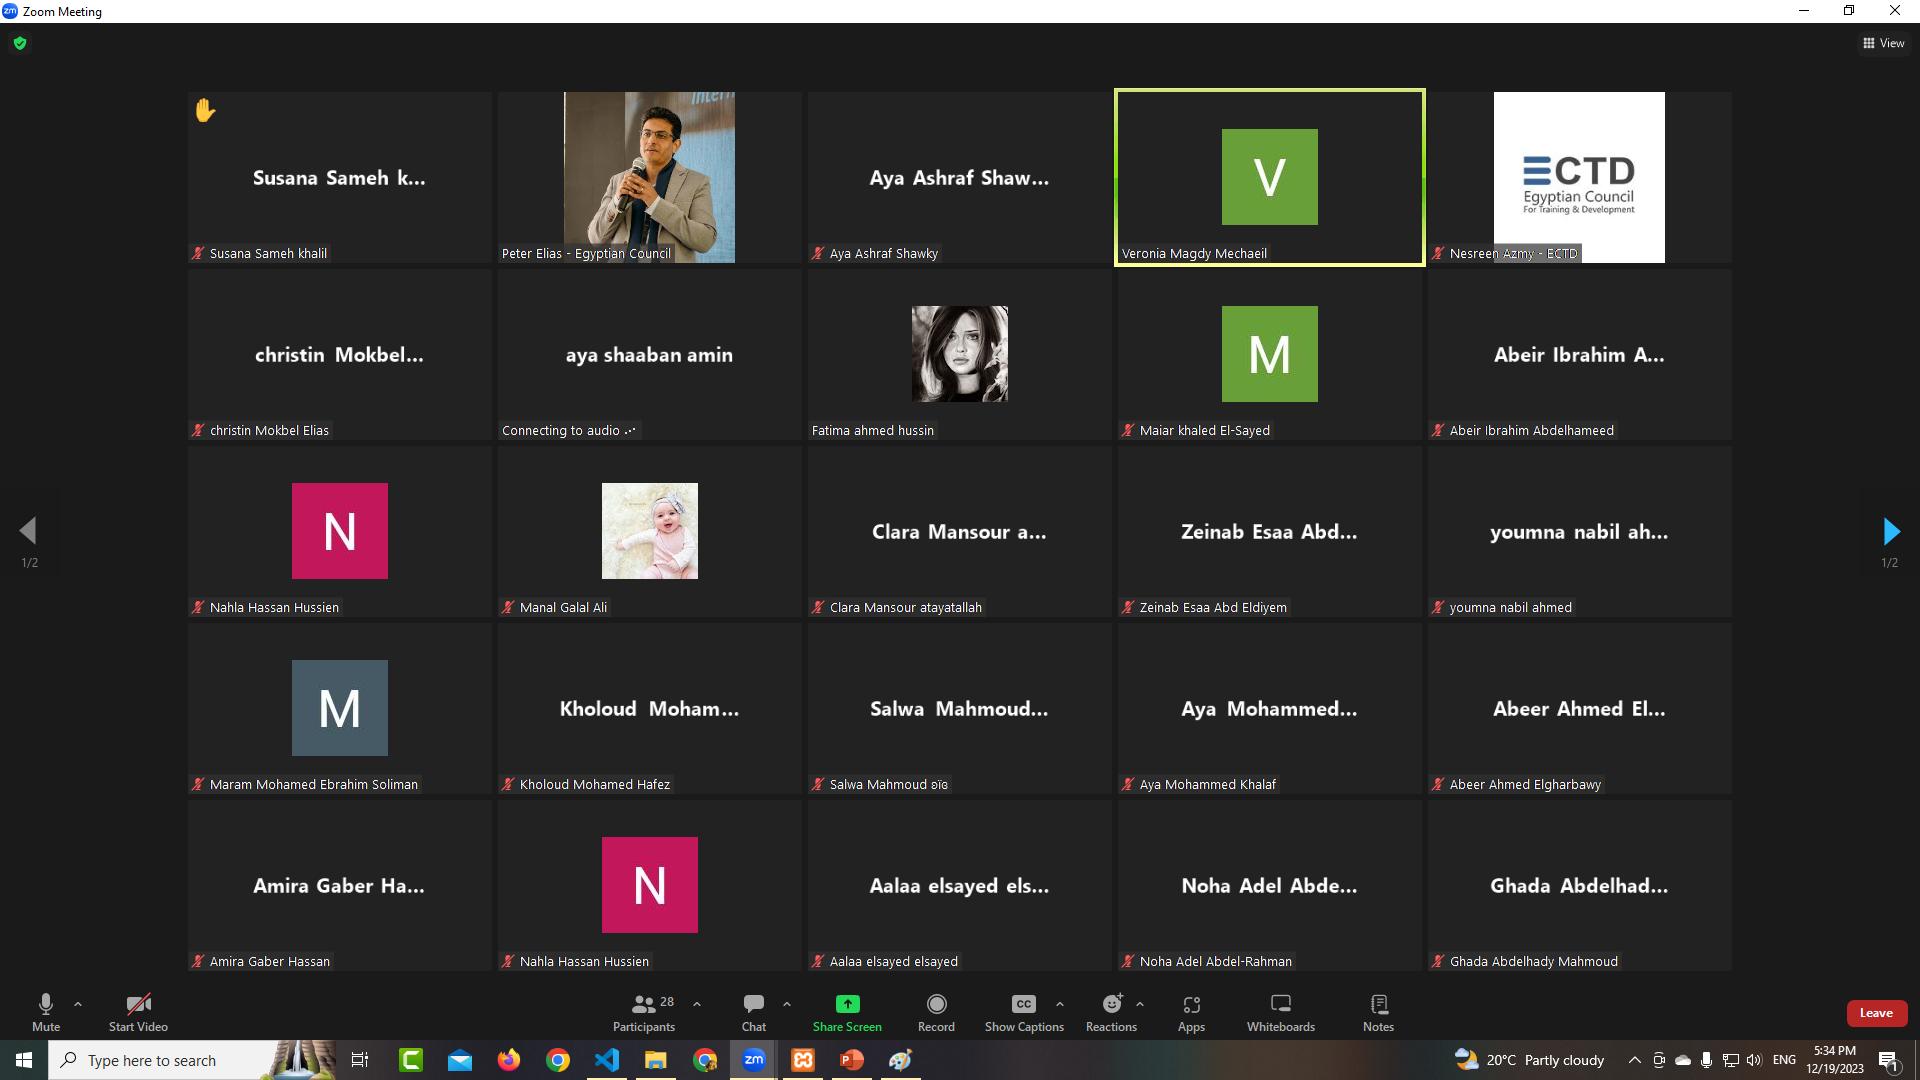 Zoom Meeting
View
Susana Sameh k...
Susana Sameh khalil
Intern
Peter Elias - Egyptian Council
Aya Ashraf Shaw...
Aya Ashraf Shawky
V
Veronia Magdy Mechaeil
ECTD
Egyptian Council
For Training & Development
Nesreen Azmy - ECTD
christin Mokbel...
christin Mokbel Elias
aya shaaban amin
Connecting to audio
Fatima ahmed hussin
M
Maiar khaled El-Sayed
Abeir Ibrahim A...
Abeir Ibrahim Abdelhameed
N
Nahla Hassan Hussien
Manal Galal Ali
Clara Mansour a...
Clara Mansour atayatallah
Zeinab Esaa Abd...
Zeinab Esaa Abd Eldiyem
youmna nabil ah...
youmna nabil ahmed
1/2
1/2
M
Maram Mohamed Ebrahim Soliman
Kholoud Moham...
Kholoud Mohamed Hafez
Salwa Mahmoud...
Salwa Mahmoud
Aya Mohammed...
Aya Mohammed Khalaf
Abeer Ahmed El...
Abeer Ahmed Elgharbawy
Amira Gaber Ha...
Amira Gaber Hassan
N
Nahla Hassan Hussien
Aalaa elsayed els...
Aalaa elsayed elsayed
Noha Adel Abde...
Noha Adel Abdel-Rahman
Ghada Abdelhad...
Ghada Abdelhady Mahmoud
Mute
Start Video
28
Participants
Chat
Share Screen
Record
CC
Show Captions
Reactions
Apps
Whiteboards
Notes
Leave
Type here to search
zm
20°C Partly cloudy
ENG
5:34 PM
12/19/2023
1